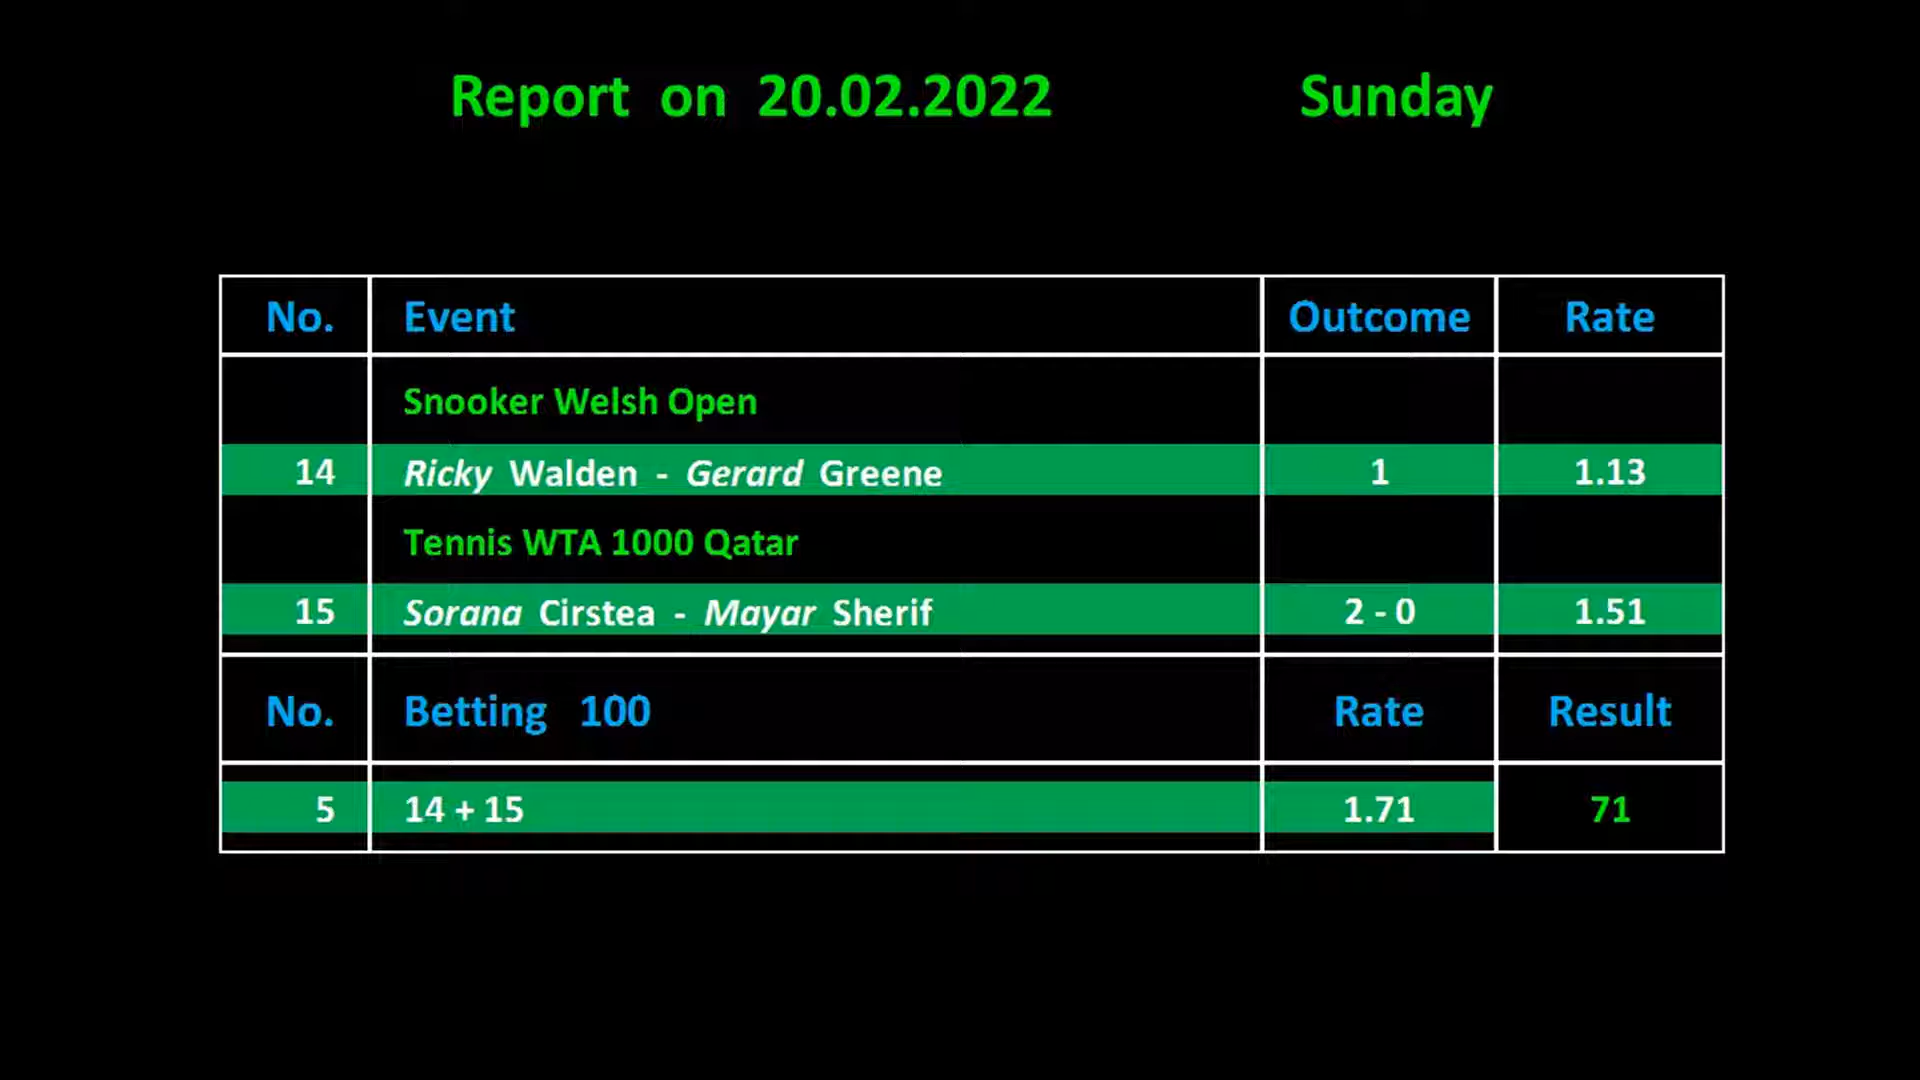 Report on 20.02.2022 Sunday
No. Event Outcome Rate
Snooker Welsh Open
14 Ricky Walden - Gerard Greene 1 1.13
Tennis WTA 1000 Qatar
15 Sorana Cirstea - Mayar Sherif 2 - 0 1.51
No. Betting 100 Rate Result
5 14 + 15 1.71 71